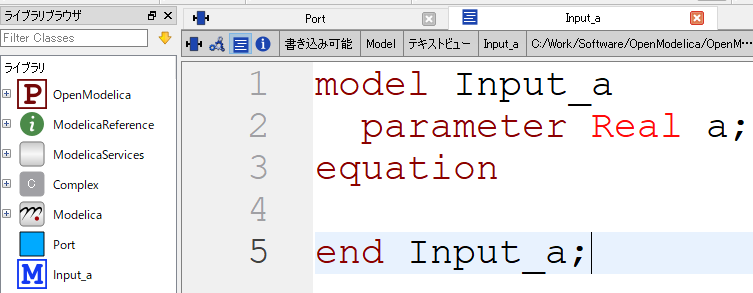 ライブラリブラウザ
Filter Classes
ライブラリ
P OpenModelica
i ModelicaReference
ModelicaServices
C Complex
m Modelica
Port
M Input_a
Port
Input_a
書き込み可能 Model テキストビュー Input_a C:/Work/Software/OpenModelica/OpenM…
1 model Input_a
2 parameter Real a;
3 equation
4
5 end Input_a;